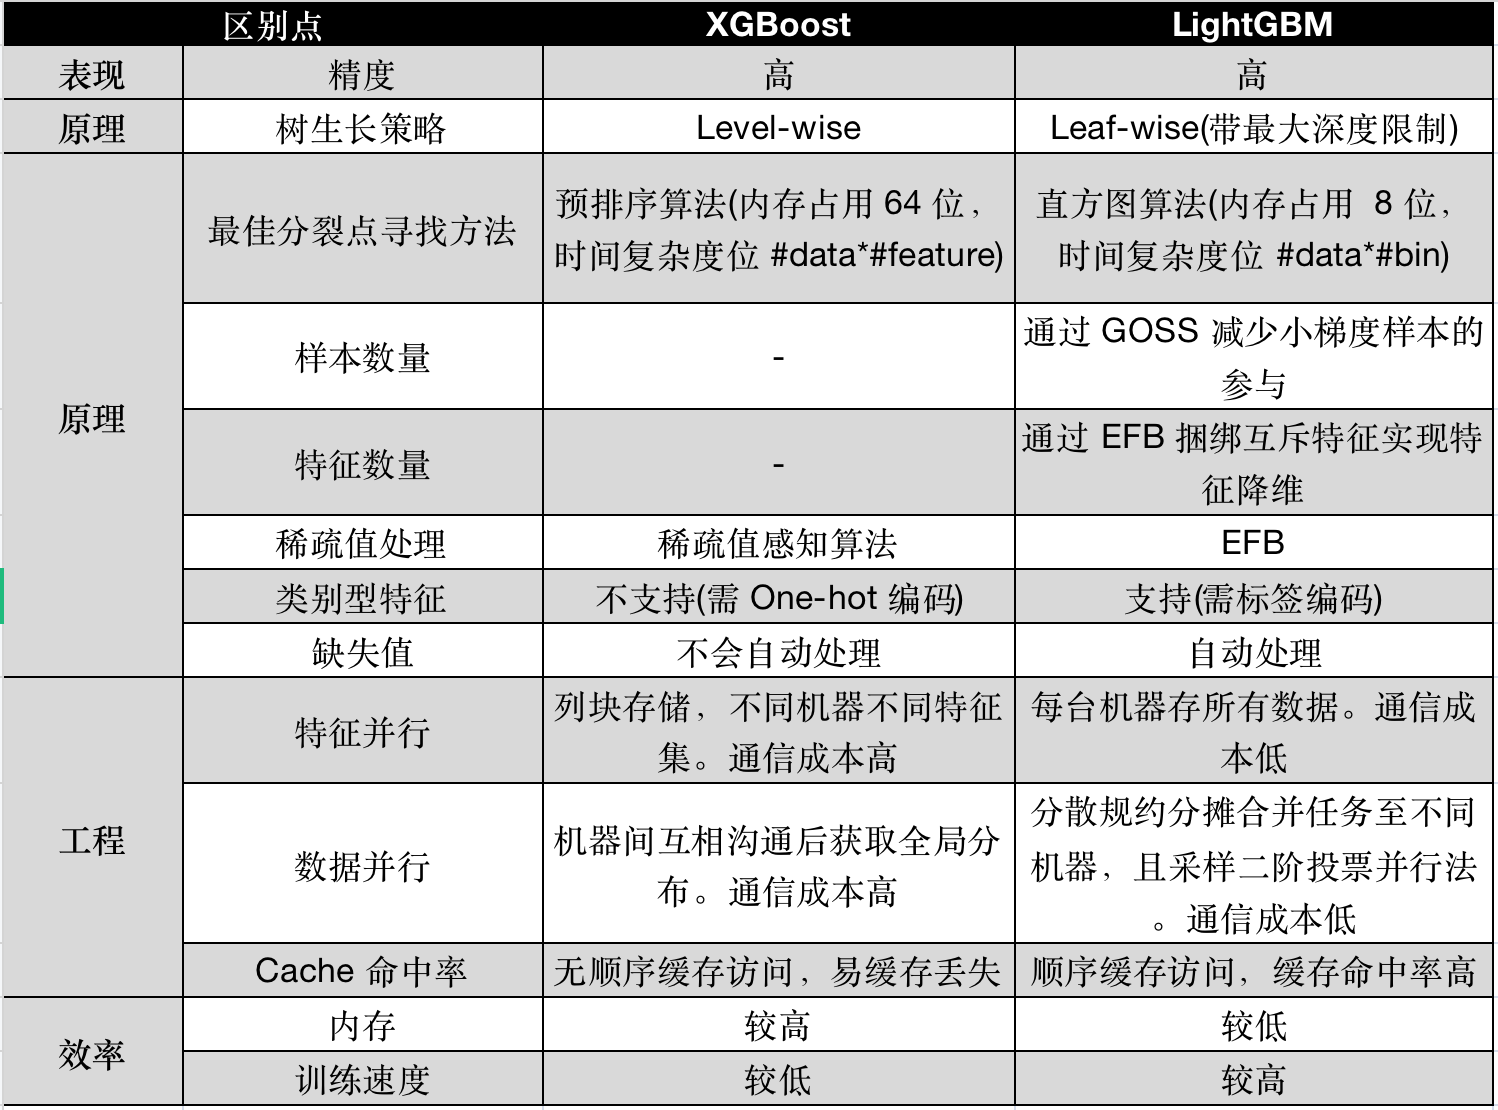 区别点 XGBoost LightGBM
表现 精度 高 高
原理 树生长策略 Level-wise Leaf-wise(带最大深度限制)
原理
最佳分裂点寻找方法
预排序算法(内存占用 64 位，
时间复杂度位 #data*#feature)
直方图算法(内存占用 8 位，
时间复杂度位 #data*#bin)
样本数量
-
通过 GOSS 减少小梯度样本的
参与
特征数量
-
通过 EFB 捆绑互斥特征实现特
征降维
稀疏值处理 稀疏值感知算法 EFB
类别型特征 不支持(需 One-hot 编码) 支持(需标签编码)
缺失值 不会自动处理 自动处理
工程
特征并行
列块存储，不同机器不同特征
集。通信成本高
每台机器存所有数据。通信成
本低
数据并行
机器间互相沟通后获取全局分
布。通信成本高
分散规约分摊合并任务至不同
机器，且采样二阶投票并行法
。通信成本低
Cache 命中率 无顺序缓存访问，易缓存丢失 顺序缓存访问，缓存命中率高
效率
内存 较高 较低
训练速度 较低 较高